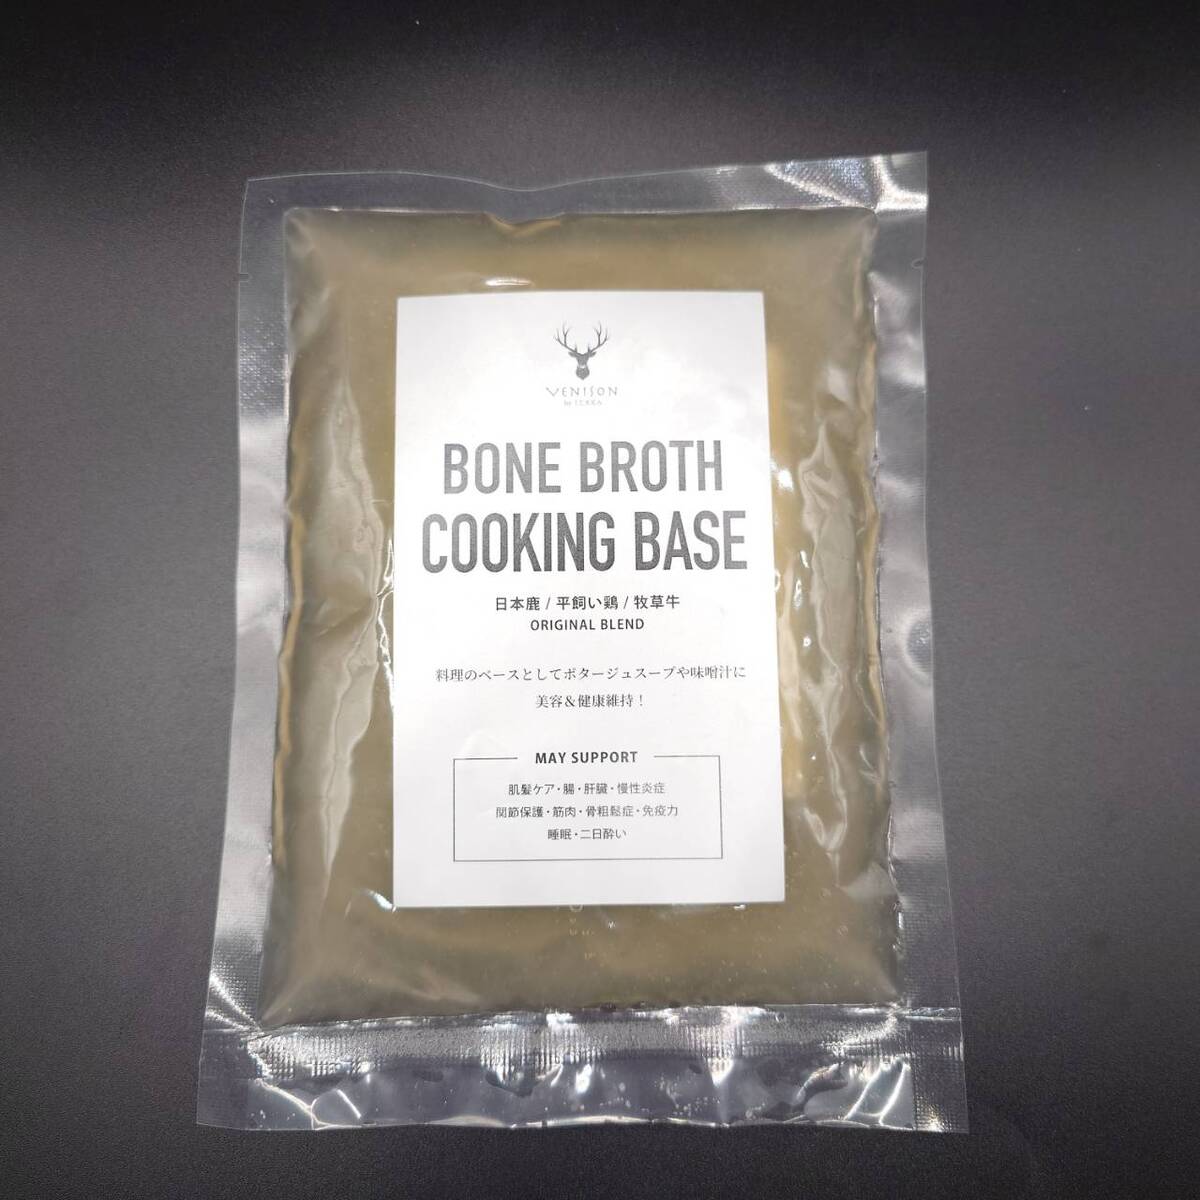 VENISON
by TERRA
BONE BROTH
COOKING BASE
日本鹿 / 平飼い鶏 / 牧草牛
ORIGINAL BLEND
料理のベースとしてポタージュスープや味噌汁に
美容＆健康維持！
MAY SUPPORT
肌髪ケア・腸・肝臓・慢性炎症
関節保護・筋肉・骨粗鬆症・免疫力
睡眠・二日酔い